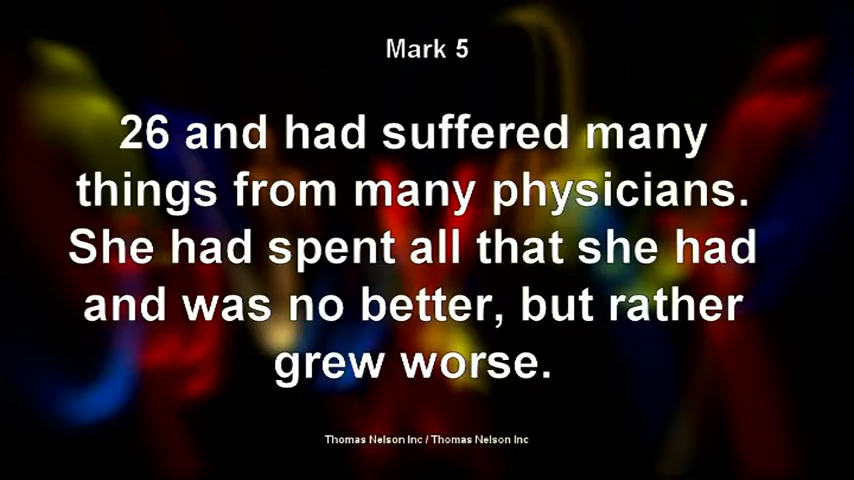 Mark 5
26 and had suffered many
things from many physicians.
She had spent all that she had
and was no better, but rather
grew worse.
Thomas Nelson Inc / Thomas Nelson Inc